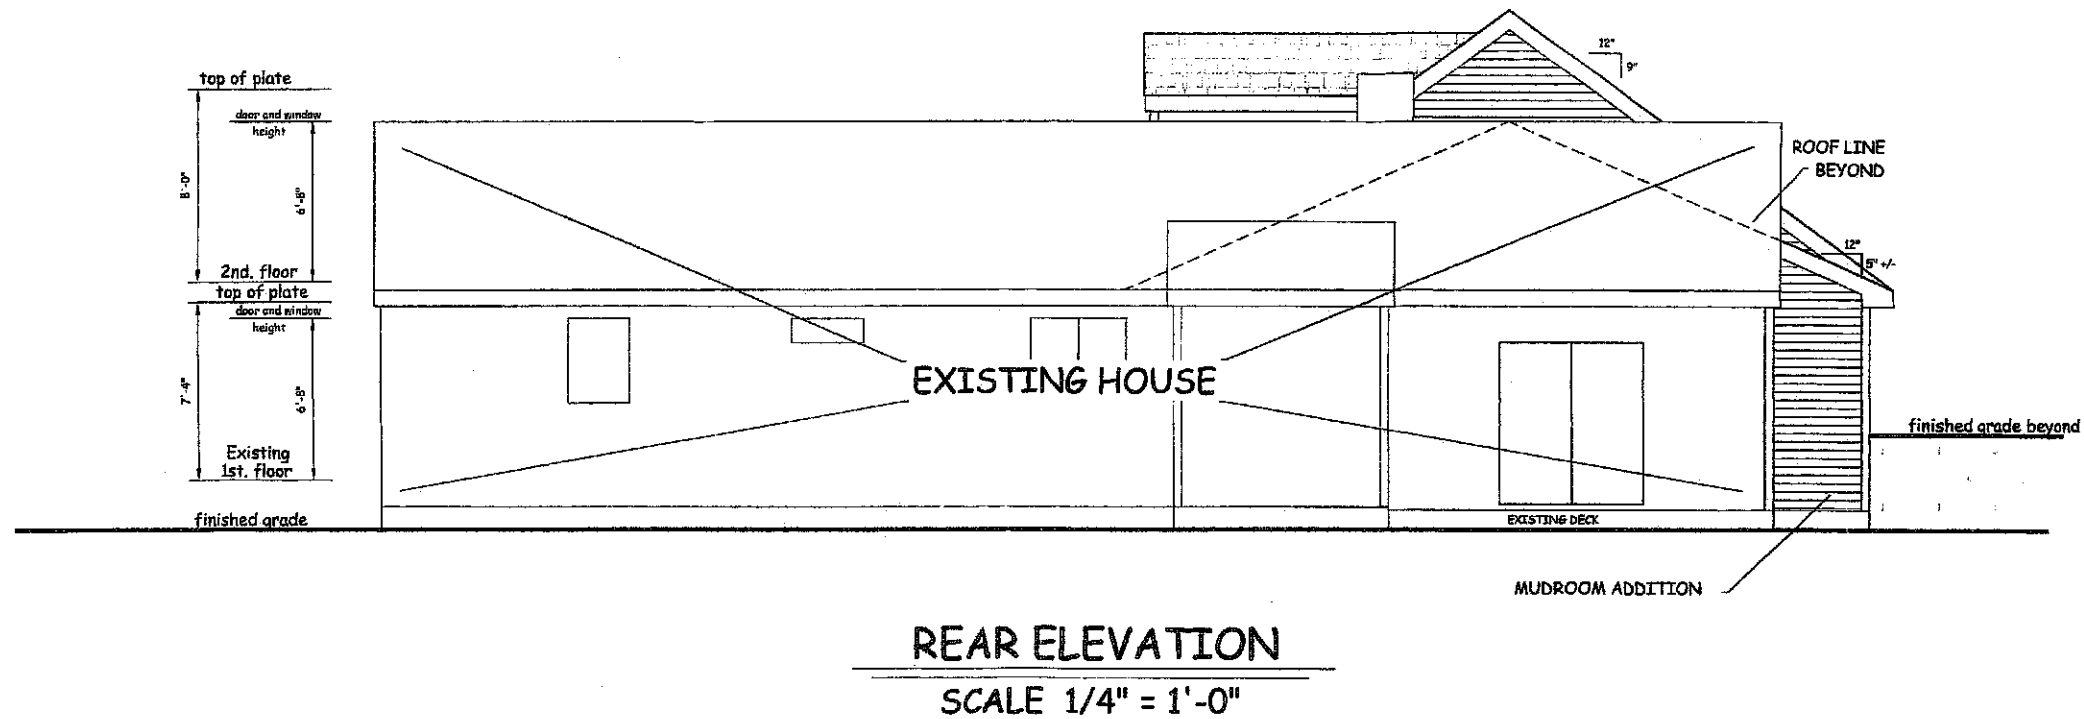 top of plate
door and window
height
8'-0"
6'-8"
2nd. floor
top of plate
door and window
height
7'-4"
6'-8"
Existing
1st. floor
finished grade
12"
9"
ROOF LINE
BEYOND
12"
5" +/-
EXISTING HOUSE
finished grade beyond
EXISTING DECK
MUDROOM ADDITION
REAR ELEVATION
SCALE 1/4" = 1'-0"